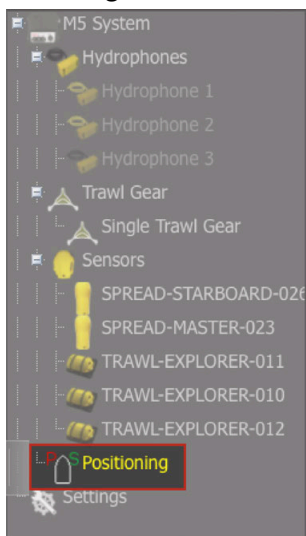 M5 System
Hydrophones
Hydrophone 1
Hydrophone 2
Hydrophone 3
Trawl Gear
Single Trawl Gear
Sensors
SPREAD-STARBOARD-026
SPREAD-MASTER-023
TRAWL-EXPLORER-011
TRAWL-EXPLORER-010
TRAWL-EXPLORER-012
P S Positioning
Settings